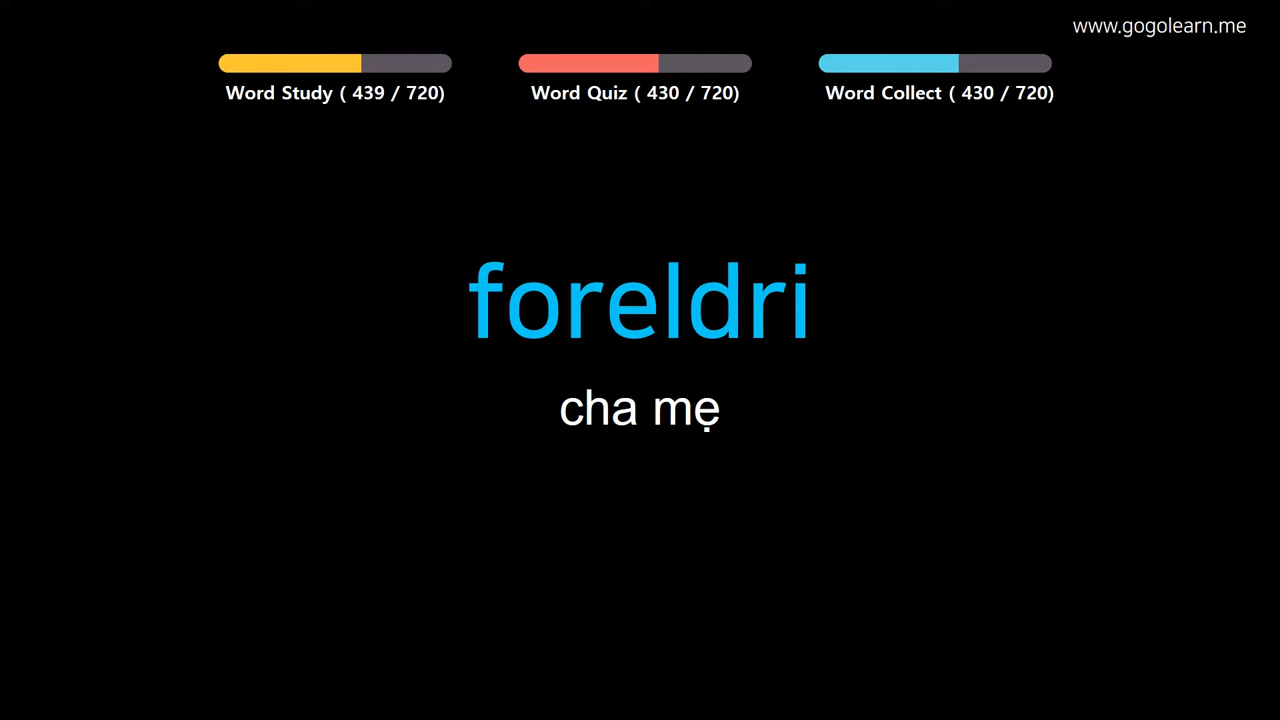 www.gogolearn.me
Word Study ( 439 / 720)
Word Quiz ( 430 / 720)
Word Collect ( 430 / 720)
foreldri
cha mẹ